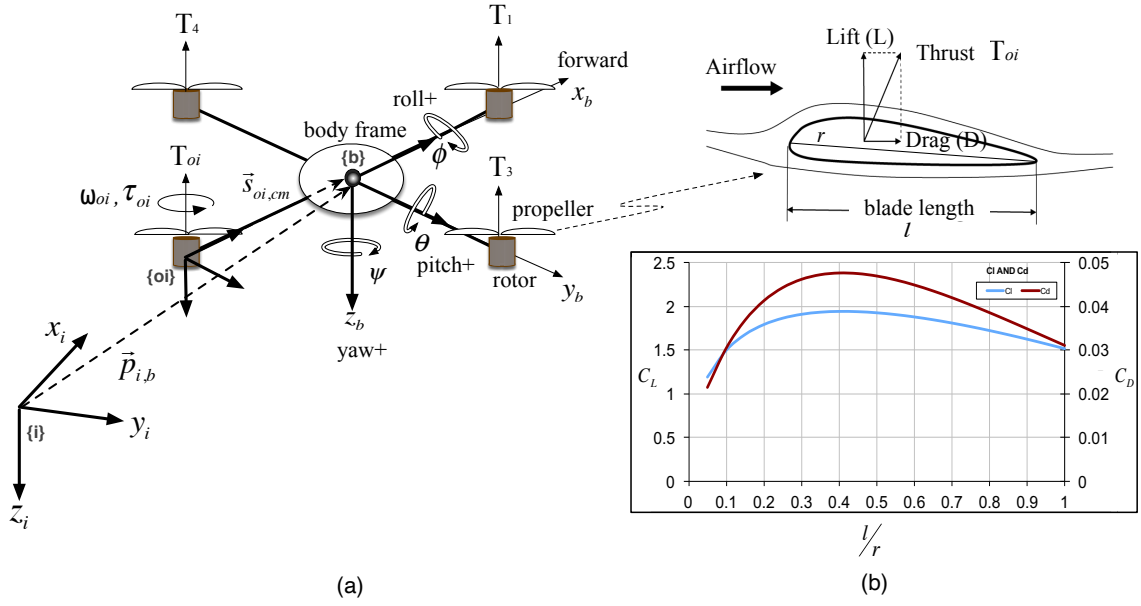 T₄
T₁
forward
x_b
roll+
body frame
{b}
ϕ
T_oi
ω_oi , τ_oi
s⃗_oi,cm
T₃
propeller
θ
pitch+
{oi}
ψ
rotor
y_b
z_b
yaw+
x_i
p⃗_i,b
y_i
{i}
z_i
(a)
Lift (L)
Thrust T_oi
Airflow
r
Drag (D)
blade length
l
Cl AND Cd
Cl Cd
2.5
2
1.5
1
0.5
0
C_L
0.05
0.04
0.03
0.02
0.01
0
C_D
0 0.1 0.2 0.3 0.4 0.5 0.6 0.7 0.8 0.9 1
l/r
(b)